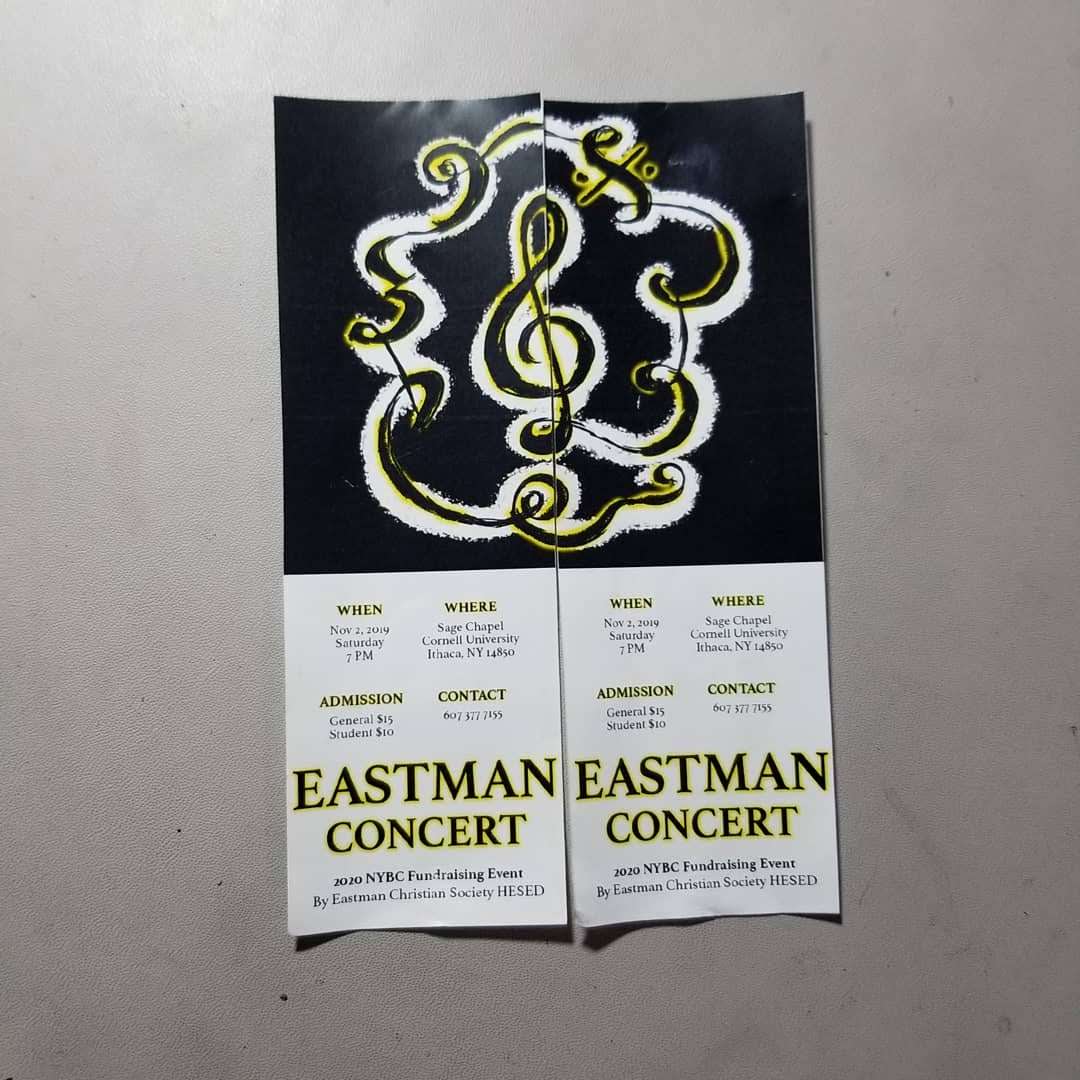 WHEN
Nov 2, 2019
Saturday
7 PM
WHERE
Sage Chapel
Cornell University
Ithaca, NY 14850
ADMISSION
General $15
Student $10
CONTACT
607 377 7155
EASTMAN
CONCERT
2020 NYBC Fundraising Event
By Eastman Christian Society HESED
WHEN
Nov 2, 2019
Saturday
7 PM
WHERE
Sage Chapel
Cornell University
Ithaca, NY 14850
ADMISSION
General $15
Student $10
CONTACT
607 377 7155
EASTMAN
CONCERT
2020 NYBC Fundraising Event
By Eastman Christian Society HESED